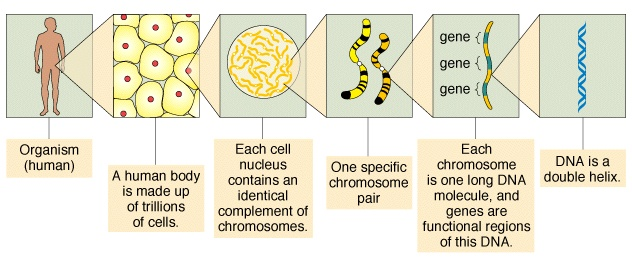 gene
gene
gene
Organism
(human)
A human body
is made up
of trillions
of cells.
Each cell
nucleus
contains an
identical
complement of
chromosomes.
One specific
chromosome
pair
Each
chromosome
is one long DNA
molecule, and
genes are
functional regions
of this DNA.
DNA is a
double helix.